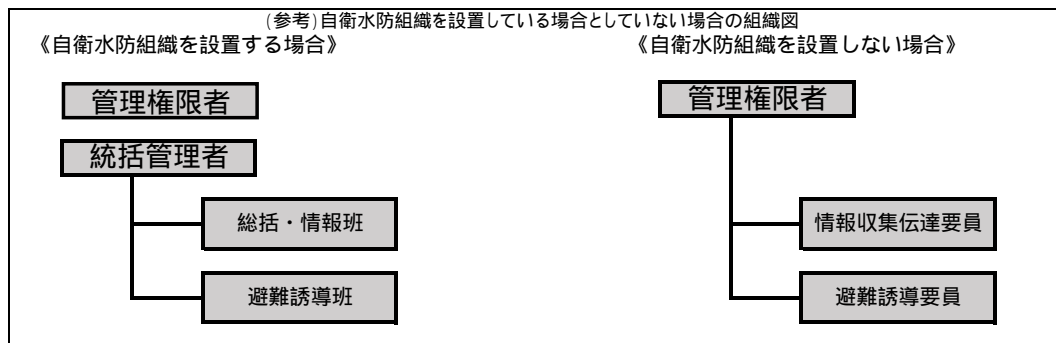 (参考)自衛水防組織を設置している場合としていない場合の組織図
《自衛水防組織を設置する場合》
管理権限者
統括管理者
総括・情報班
避難誘導班
《自衛水防組織を設置しない場合》
管理権限者
情報収集伝達要員
避難誘導要員